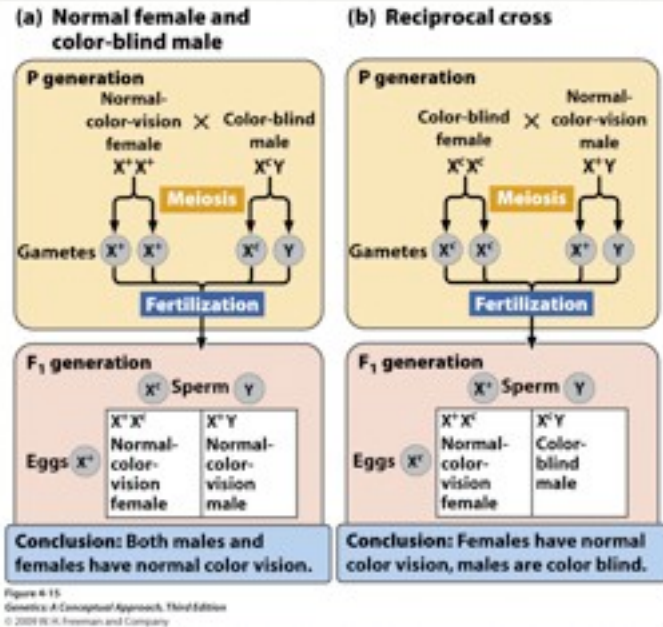 (a) Normal female and
color-blind male
P generation
Normal-
color-vision × Color-blind
female male
X⁺X⁺ XᶜY
Meiosis
Gametes X⁺ X⁺ Xᶜ Y
Fertilization
F₁ generation
Xᶜ Sperm Y
X⁺Xᶜ X⁺Y
Normal- Normal-
Eggs X⁺ color- color-
vision vision
female male
Conclusion: Both males and
females have normal color vision.
(b) Reciprocal cross
P generation
Normal-
Color-blind × color-vision
female male
XᶜXᶜ X⁺Y
Meiosis
Gametes Xᶜ Xᶜ X⁺ Y
Fertilization
F₁ generation
X⁺ Sperm Y
X⁺Xᶜ XᶜY
Normal- Color-
Eggs Xᶜ color- blind
vision male
female
Conclusion: Females have normal
color vision, males are color blind.
Figure 4-15
Genetics: A Conceptual Approach, Third Edition
© 2009 W. H. Freeman and Company